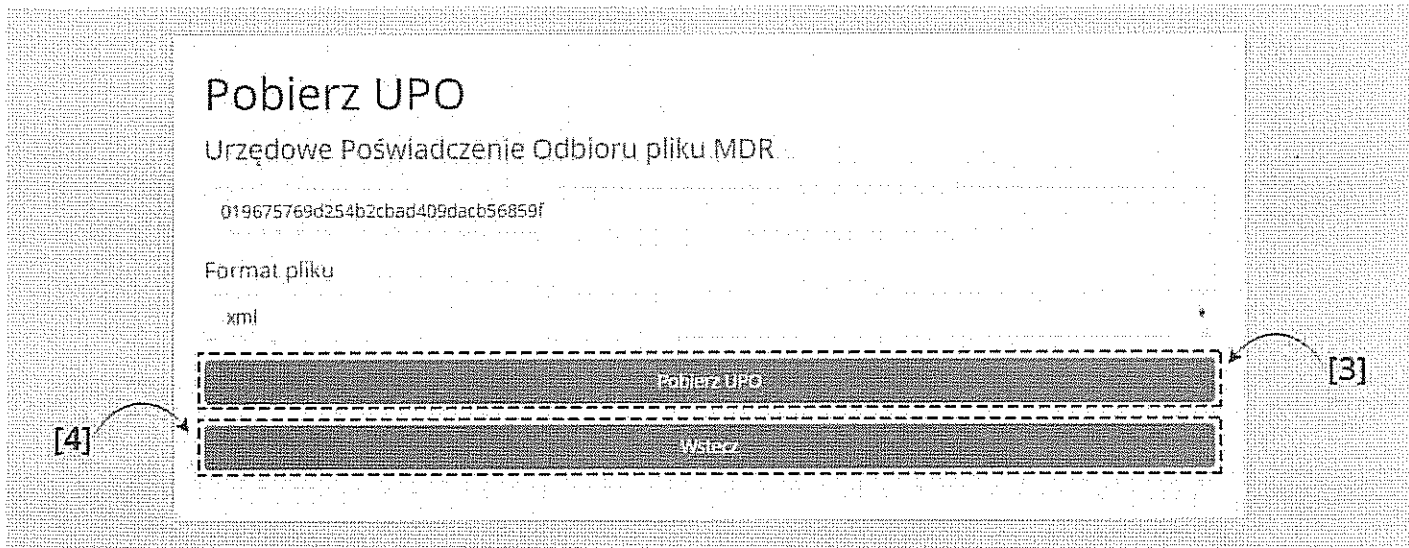 Pobierz UPO
Urzędowe Poświadczenie Odbioru pliku MDR
019675769d254b2cbad409dacb56859f
Format pliku
xml
Pobierz UPO
[3]
[4]
Wstecz